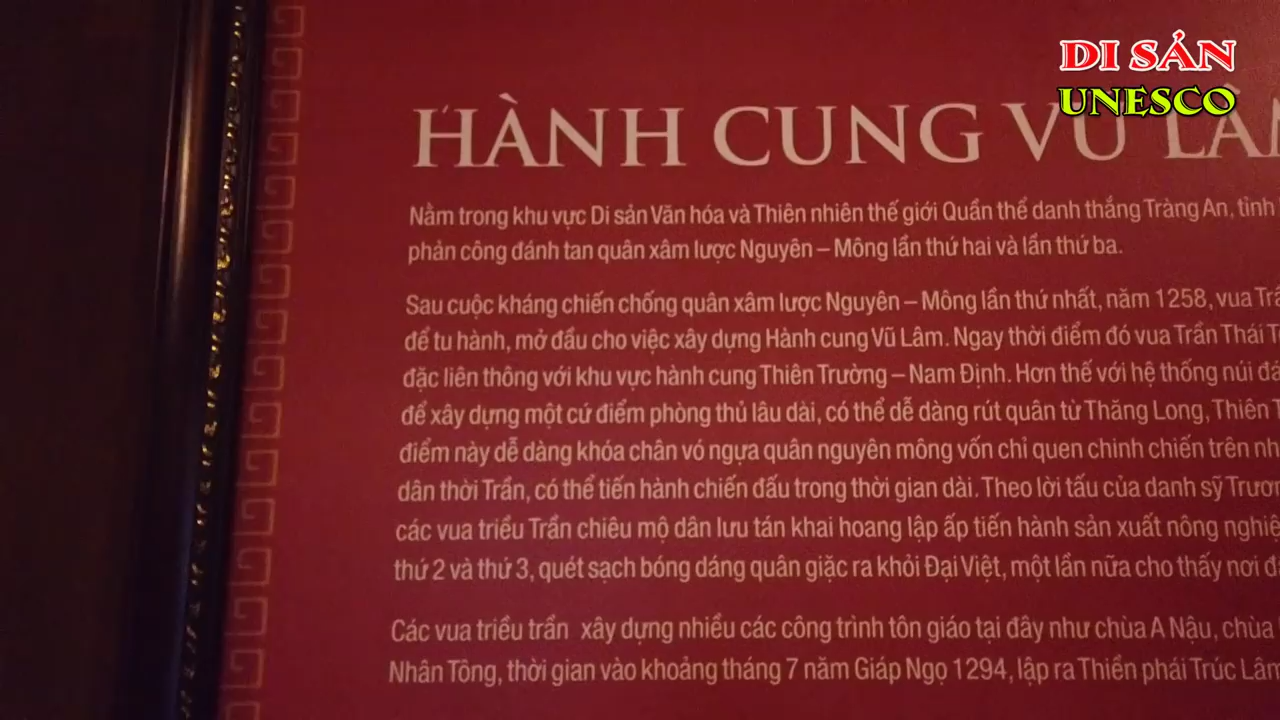 DI SẢN
UNESCO
HÀNH CUNG VŨ LÂM
Nằm trong khu vực Di sản Văn hóa và Thiên nhiên thế giới Quần thể danh thắng Tràng An, tỉnh
phản công đánh tan quân xâm lược Nguyên – Mông lần thứ hai và lần thứ ba.
Sau cuộc kháng chiến chống quân xâm lược Nguyên – Mông lần thứ nhất, năm 1258, vua Trầ
để tu hành, mở đầu cho việc xây dựng Hành cung Vũ Lâm. Ngay thời điểm đó vua Trần Thái T
đặc liên thông với khu vực hành cung Thiên Trường – Nam Định. Hơn thế với hệ thống núi đá
để xây dựng một cứ điểm phòng thủ lâu dài, có thể dễ dàng rút quân từ Thăng Long, Thiên T
điểm này dễ dàng khóa chân vó ngựa quân nguyên mông vốn chỉ quen chinh chiến trên nh
dân thời Trần, có thể tiến hành chiến đấu trong thời gian dài. Theo lời tấu của danh sỹ Trươn
các vua triều Trần chiêu mộ dân lưu tán khai hoang lập ấp tiến hành sản xuất nông nghiệ
thứ 2 và thứ 3, quét sạch bóng dáng quân giặc ra khỏi Đại Việt, một lần nữa cho thấy nơi đ
Các vua triều trần xây dựng nhiều các công trình tôn giáo tại đây như chùa A Nậu, chùa
Nhân Tông, thời gian vào khoảng tháng 7 năm Giáp Ngọ 1294, lập ra Thiền phái Trúc Lâm